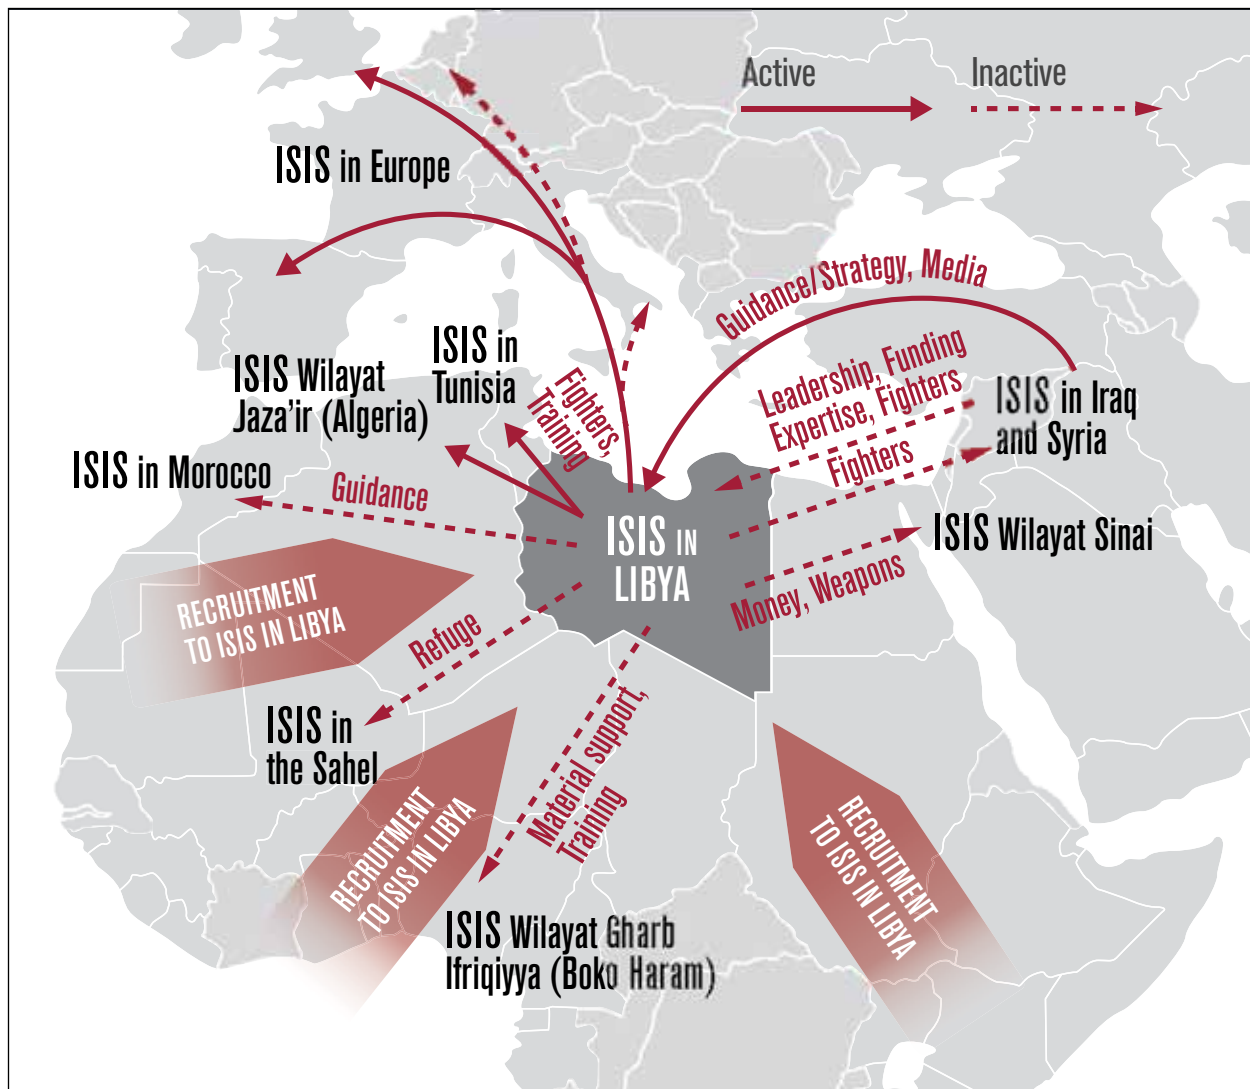 Active
Inactive
ISIS in Europe
Guidance/Strategy, Media
ISIS in
Tunisia
ISIS Wilayat
Jaza'ir (Algeria)
Fighters,
Training
Leadership, Funding
Expertise, Fighters
ISIS in Iraq
and Syria
Fighters
ISIS in Morocco
Guidance
ISIS IN
LIBYA
ISIS Wilayat Sinai
Money, Weapons
RECRUITMENT
TO ISIS IN LIBYA
Refuge
ISIS in
the Sahel
Material support,
Training
RECRUITMENT
TO ISIS IN LIBYA
RECRUITMENT
TO ISIS IN LIBYA
ISIS Wilayat Gharb
Ifriqiyya (Boko Haram)